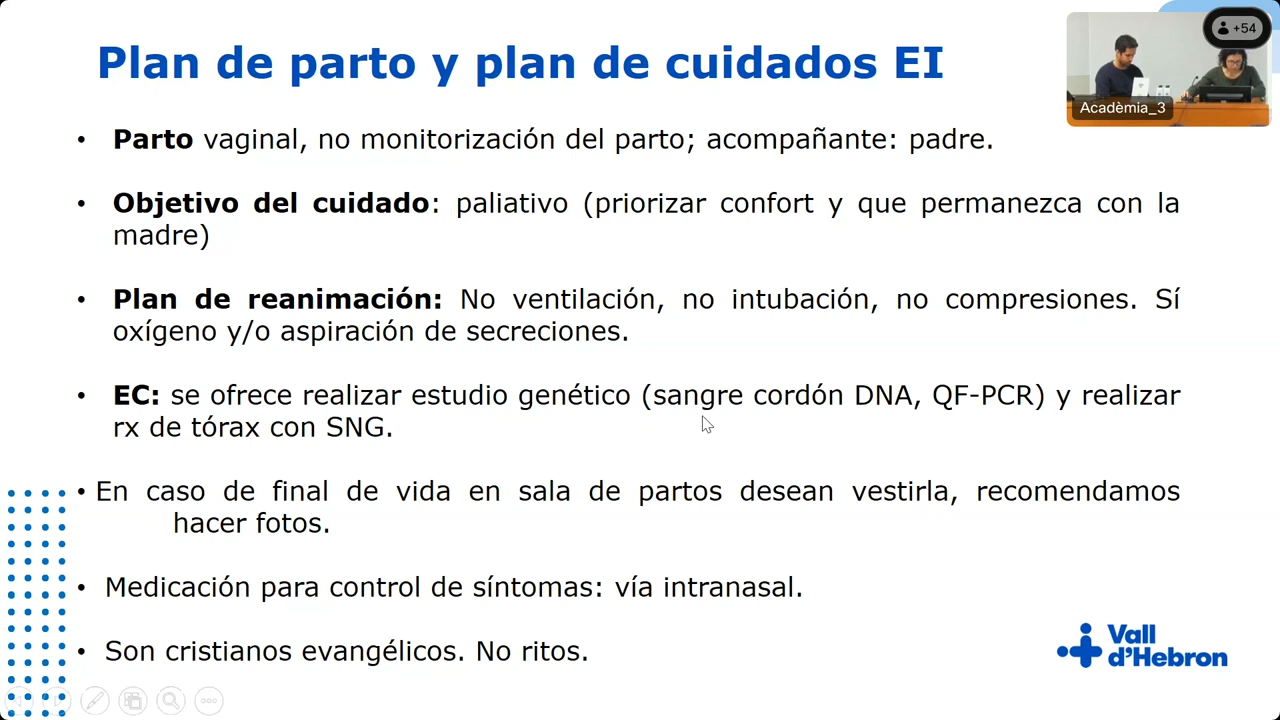 Plan de parto y plan de cuidados EI
+54
Acadèmia_3
• Parto vaginal, no monitorización del parto; acompañante: padre.
• Objetivo del cuidado: paliativo (priorizar confort y que permanezca con la
madre)
• Plan de reanimación: No ventilación, no intubación, no compresiones. Sí
oxígeno y/o aspiración de secreciones.
• EC: se ofrece realizar estudio genético (sangre cordón DNA, QF-PCR) y realizar
rx de tórax con SNG.
• En caso de final de vida en sala de partos desean vestirla, recomendamos
hacer fotos.
• Medicación para control de síntomas: vía intranasal.
• Son cristianos evangélicos. No ritos.
Vall
d'Hebron